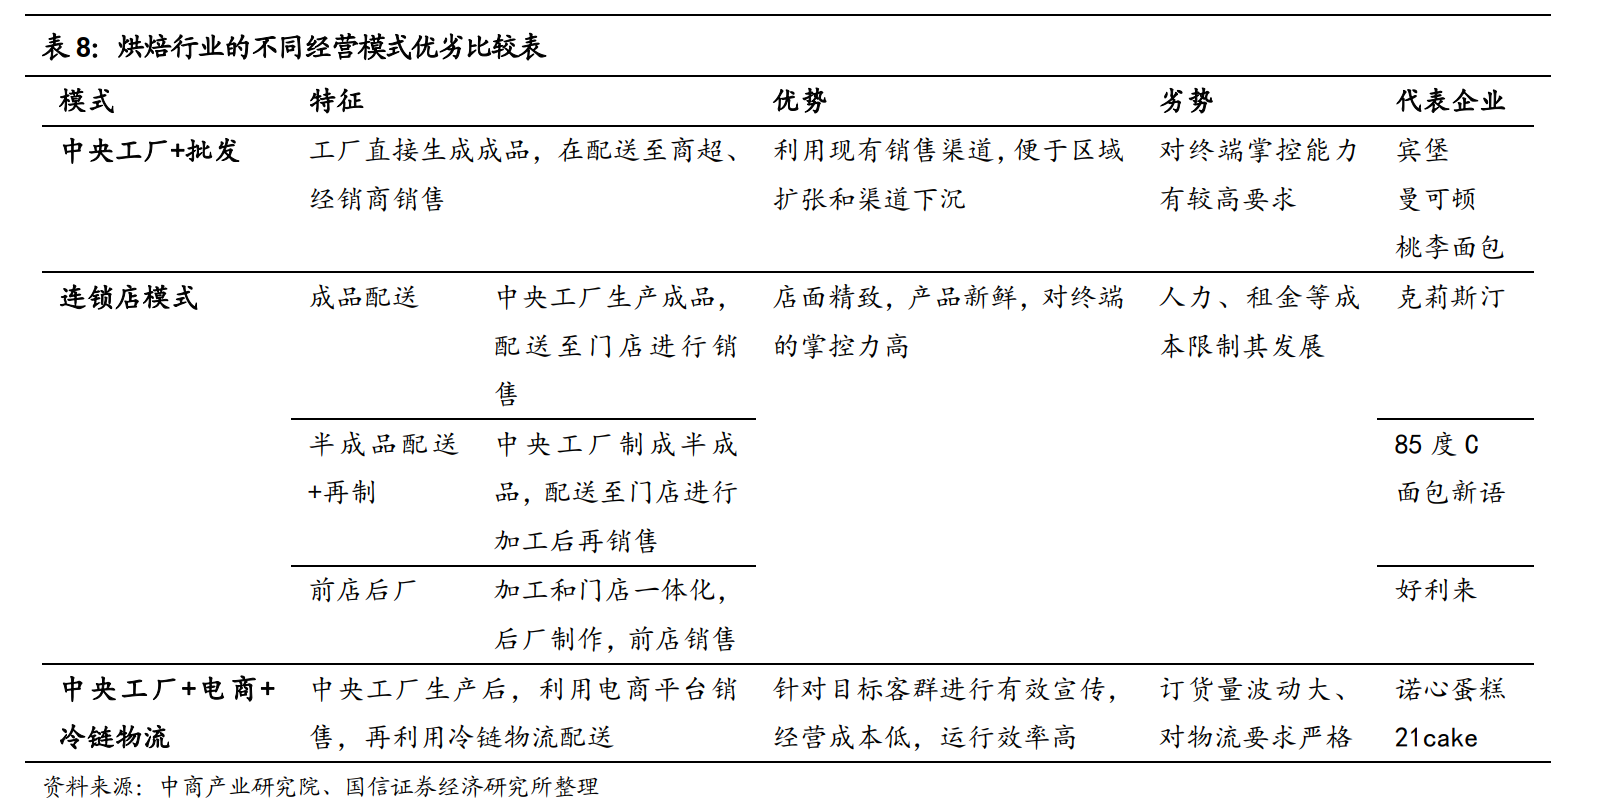 表 8：烘焙行业的不同经营模式优劣比较表
模式 特征 优势 劣势 代表企业
中央工厂+批发 工厂直接生成成品，在配送至商超、 利用现有销售渠道，便于区域 对终端掌控能力 宾堡
经销商销售 扩张和渠道下沉 有较高要求 曼可顿
桃李面包
连锁店模式 成品配送 中央工厂生产成品， 店面精致，产品新鲜，对终端 人力、租金等成 克莉斯汀
配送至门店进行销 的掌控力高 本限制其发展
售
半成品配送 中央工厂制成半成 85 度 C
+再制 品，配送至门店进行 面包新语
加工后再销售
前店后厂 加工和门店一体化， 好利来
后厂制作，前店销售
中央工厂+电商+ 中央工厂生产后，利用电商平台销 针对目标客群进行有效宣传， 订货量波动大、 诺心蛋糕
冷链物流 售，再利用冷链物流配送 经营成本低，运行效率高 对物流要求严格 21cake
资料来源：中商产业研究院、国信证券经济研究所整理